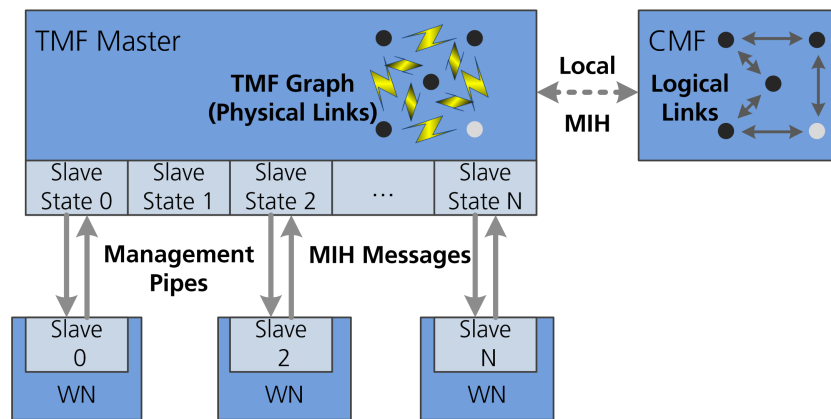 TMF Master
TMF Graph
(Physical Links)
Local
MIH
CMF
Logical
Links
Slave
State 0
Slave
State 1
Slave
State 2
...
Slave
State N
Management
Pipes
MIH Messages
Slave
0
WN
Slave
2
WN
Slave
N
WN